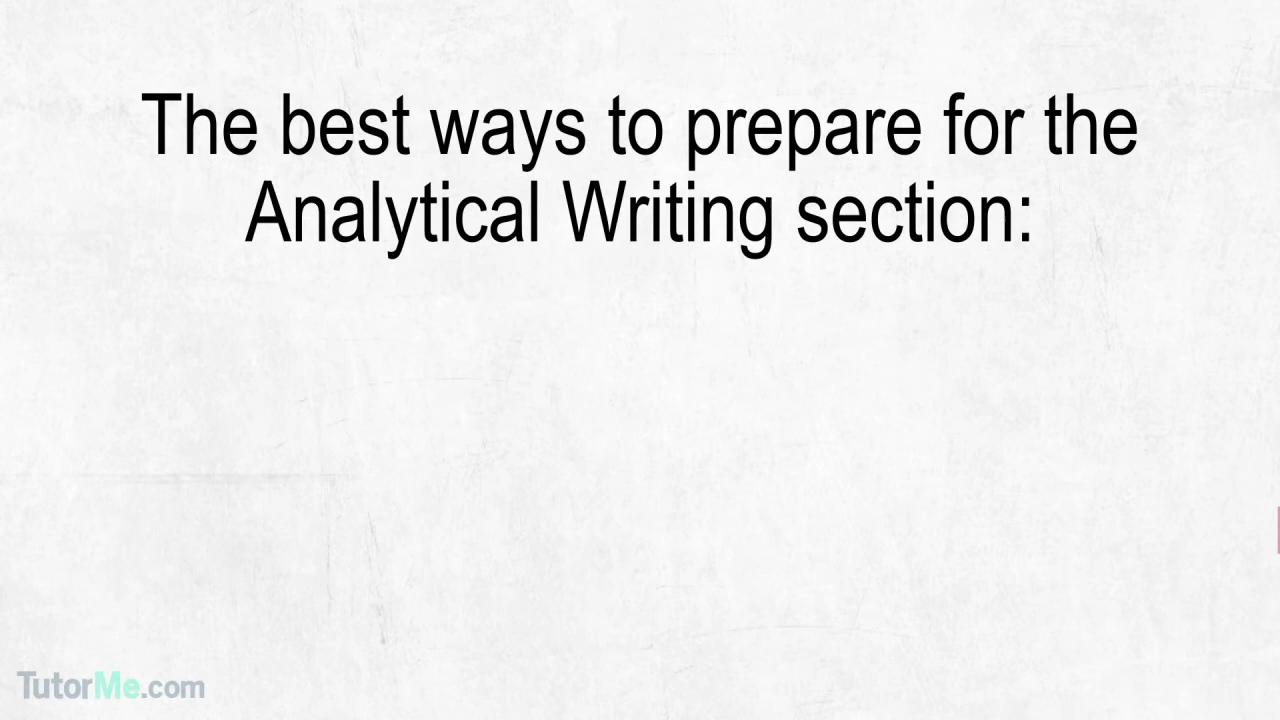 The best ways to prepare for the
Analytical Writing section:
TutorMe.com